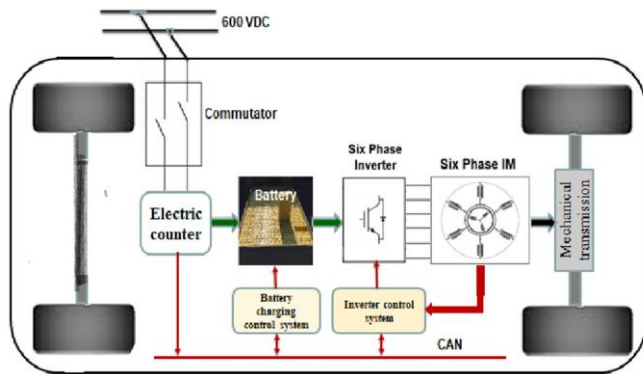 600 VDC
Commutator
Six Phase
Inverter
Six Phase IM
Battery
Electric
counter
Mechanical
transmission
Battery
charging
control system
Inverter control
system
CAN